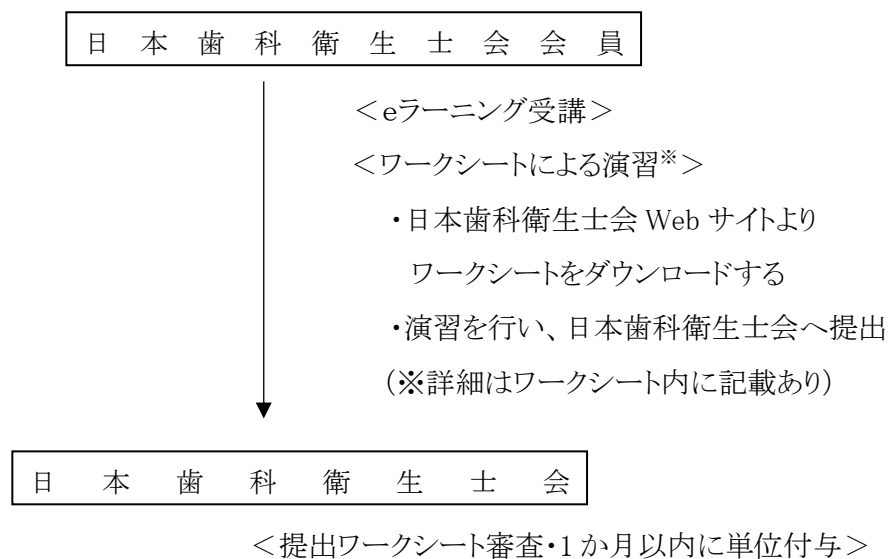 日本歯科衛生士会会員
＜eラーニング受講＞
＜ワークシートによる演習※＞
・日本歯科衛生士会 Web サイトより
ワークシートをダウンロードする
・演習を行い、日本歯科衛生士会へ提出
（※詳細はワークシート内に記載あり）
日本歯科衛生士会
＜提出ワークシート審査・1 か月以内に単位付与＞